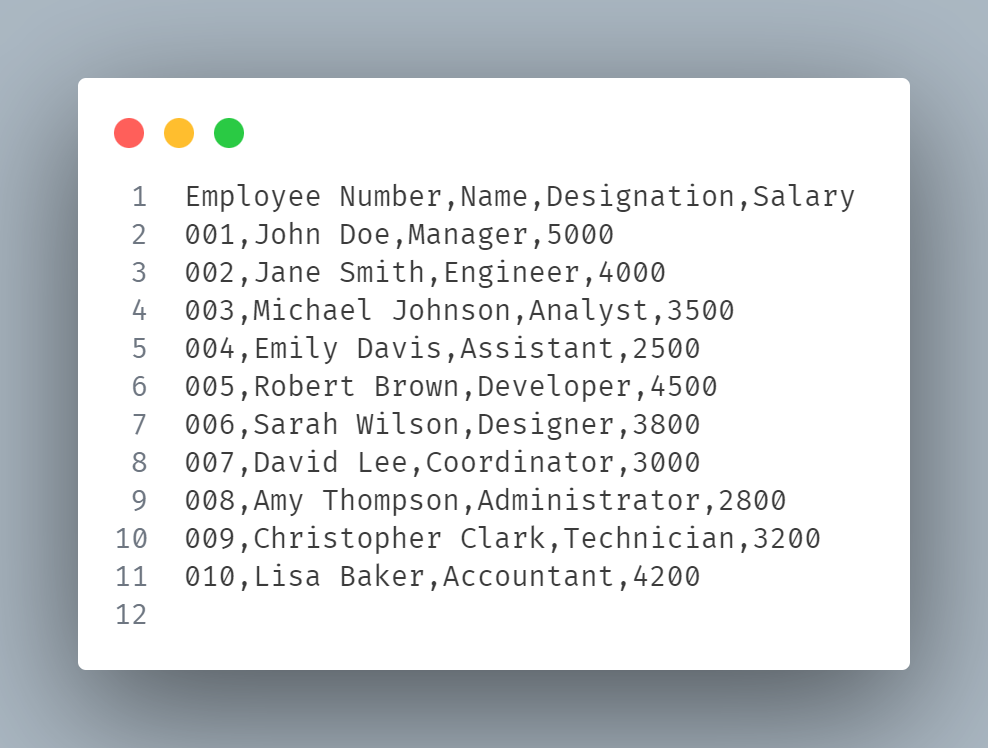 1 Employee Number,Name,Designation,Salary
2 001,John Doe,Manager,5000
3 002,Jane Smith,Engineer,4000
4 003,Michael Johnson,Analyst,3500
5 004,Emily Davis,Assistant,2500
6 005,Robert Brown,Developer,4500
7 006,Sarah Wilson,Designer,3800
8 007,David Lee,Coordinator,3000
9 008,Amy Thompson,Administrator,2800
10 009,Christopher Clark,Technician,3200
11 010,Lisa Baker,Accountant,4200
12